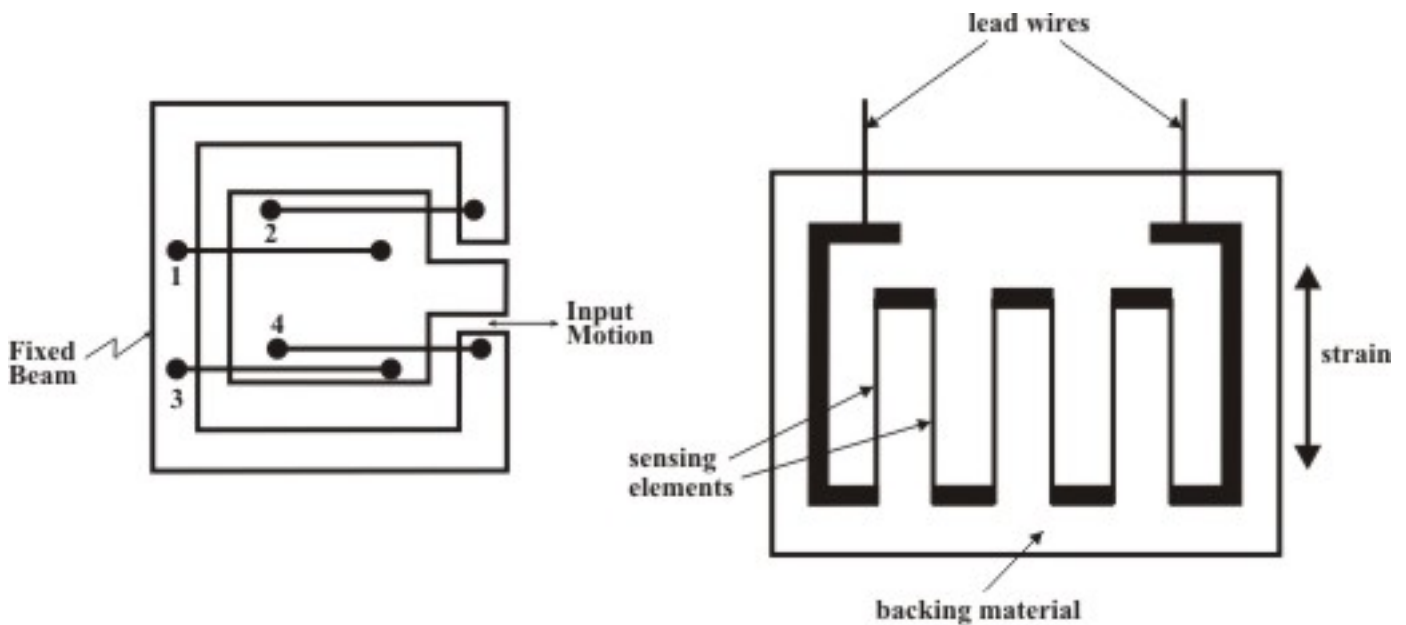 lead wires
2
1
4
3
Input
Motion
Fixed
Beam
strain
sensing
elements
backing material